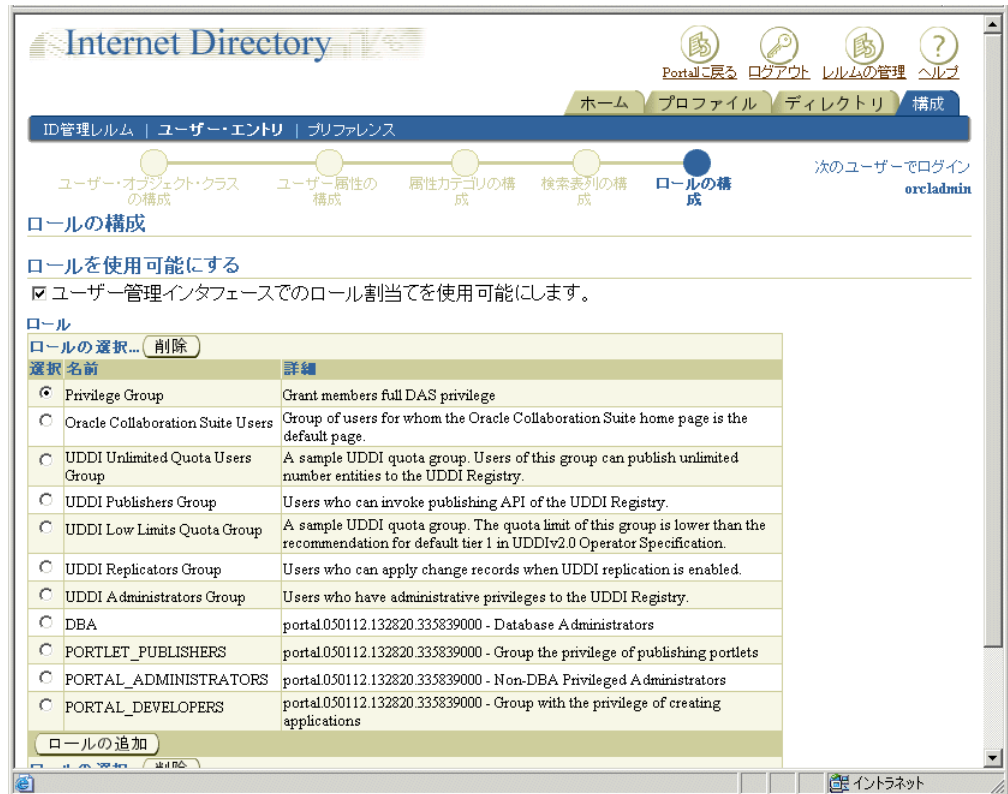 Internet Directory
Portalに戻る ログアウト レルムの管理 ヘルプ
ホーム プロファイル ディレクトリ 構成
ID管理レルム | ユーザー・エントリ | プリファレンス
ユーザー・オブジェクト・クラスの構成
ユーザー属性の構成
属性カテゴリの構成
検索表列の構成
ロールの構成
次のユーザーでログイン
orcladmin
ロールの構成
ロールを使用可能にする
ユーザー管理インタフェースでのロール割当てを使用可能にします。
ロール
ロールの選択... 削除
選択 名前 詳細
Privilege Group Grant members full DAS privilege
Oracle Collaboration Suite Users Group of users for whom the Oracle Collaboration Suite home page is the default page.
UDDI Unlimited Quota Users Group A sample UDDI quota group. Users of this group can publish unlimited number entities to the UDDI Registry.
UDDI Publishers Group Users who can invoke publishing API of the UDDI Registry.
UDDI Low Limits Quota Group A sample UDDI quota group. The quota limit of this group is lower than the recommendation for default tier 1 in UDDIv2.0 Operator Specification.
UDDI Replicators Group Users who can apply change records when UDDI replication is enabled.
UDDI Administrators Group Users who have administrative privileges to the UDDI Registry.
DBA portal.050112.132820.335839000 - Database Administrators
PORTLET_PUBLISHERS portal.050112.132820.335839000 - Group the privilege of publishing portlets
PORTAL_ADMINISTRATORS portal.050112.132820.335839000 - Non-DBA Privileged Administrators
PORTAL_DEVELOPERS portal.050112.132820.335839000 - Group with the privilege of creating applications
ロールの追加
ロールの選択... 削除
イントラネット